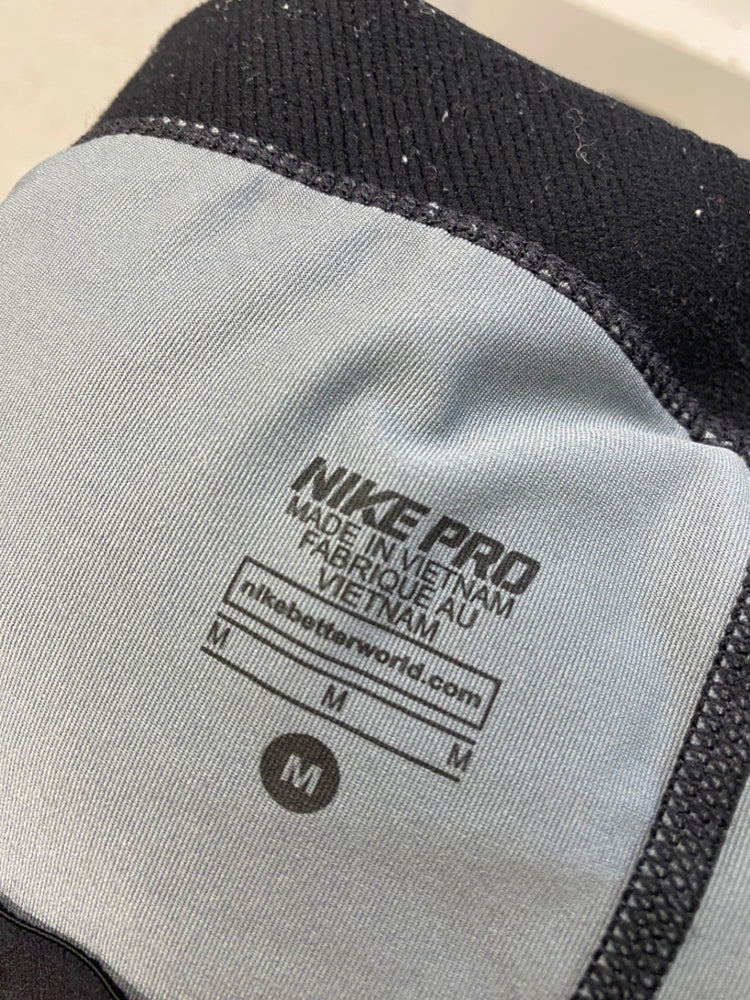 NIKE PRO
MADE IN VIETNAM
FABRIQUE AU
VIETNAM
nikebetterworld.com
M M M
M